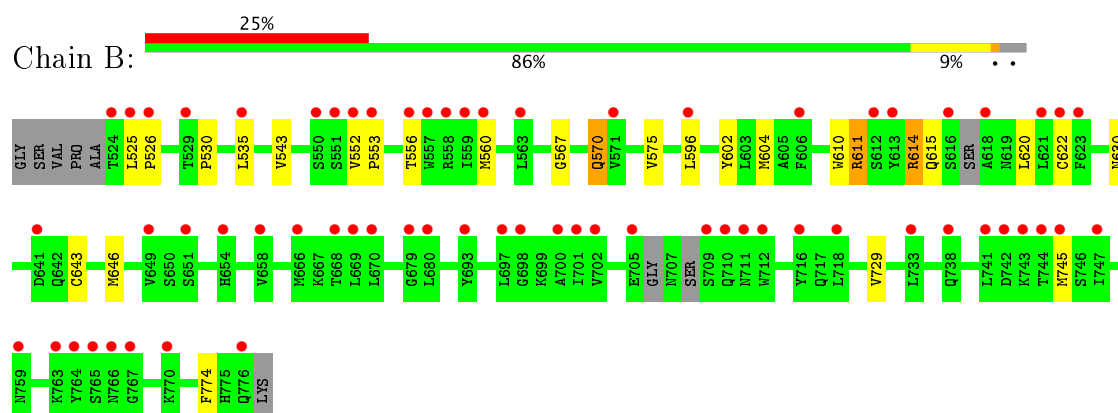 25%
Chain B:
86%
9%
GLY SER VAL PRO ALA T524 L525 P526 T529 P530 L535 V543 S550 S551 V552 P553 T556 W557 R558 I559 M560 L563 G567 Q570 V571 V575 L596 Y602 L603 M604 A605 F606 W610 R611 S612 Y613 R614 Q615 S616 SER A618 N619 L620 L621 C622 F623
D641 Q642 C643 M646 V649 S650 S651 H654 V658 M666 K667 T668 L669 L670 G679 L680 Y693 L697 G698 K699 A700 I701 V702 E705 GLY N707 SER S709 Q710 N711 W712 Y716 Q717 L718 V729 L733 Q738 L741 D742 K743 T744 M745 S746 I747
N759 K763 Y764 S765 N766 G767 K770 F774 H775 Q776 LYS